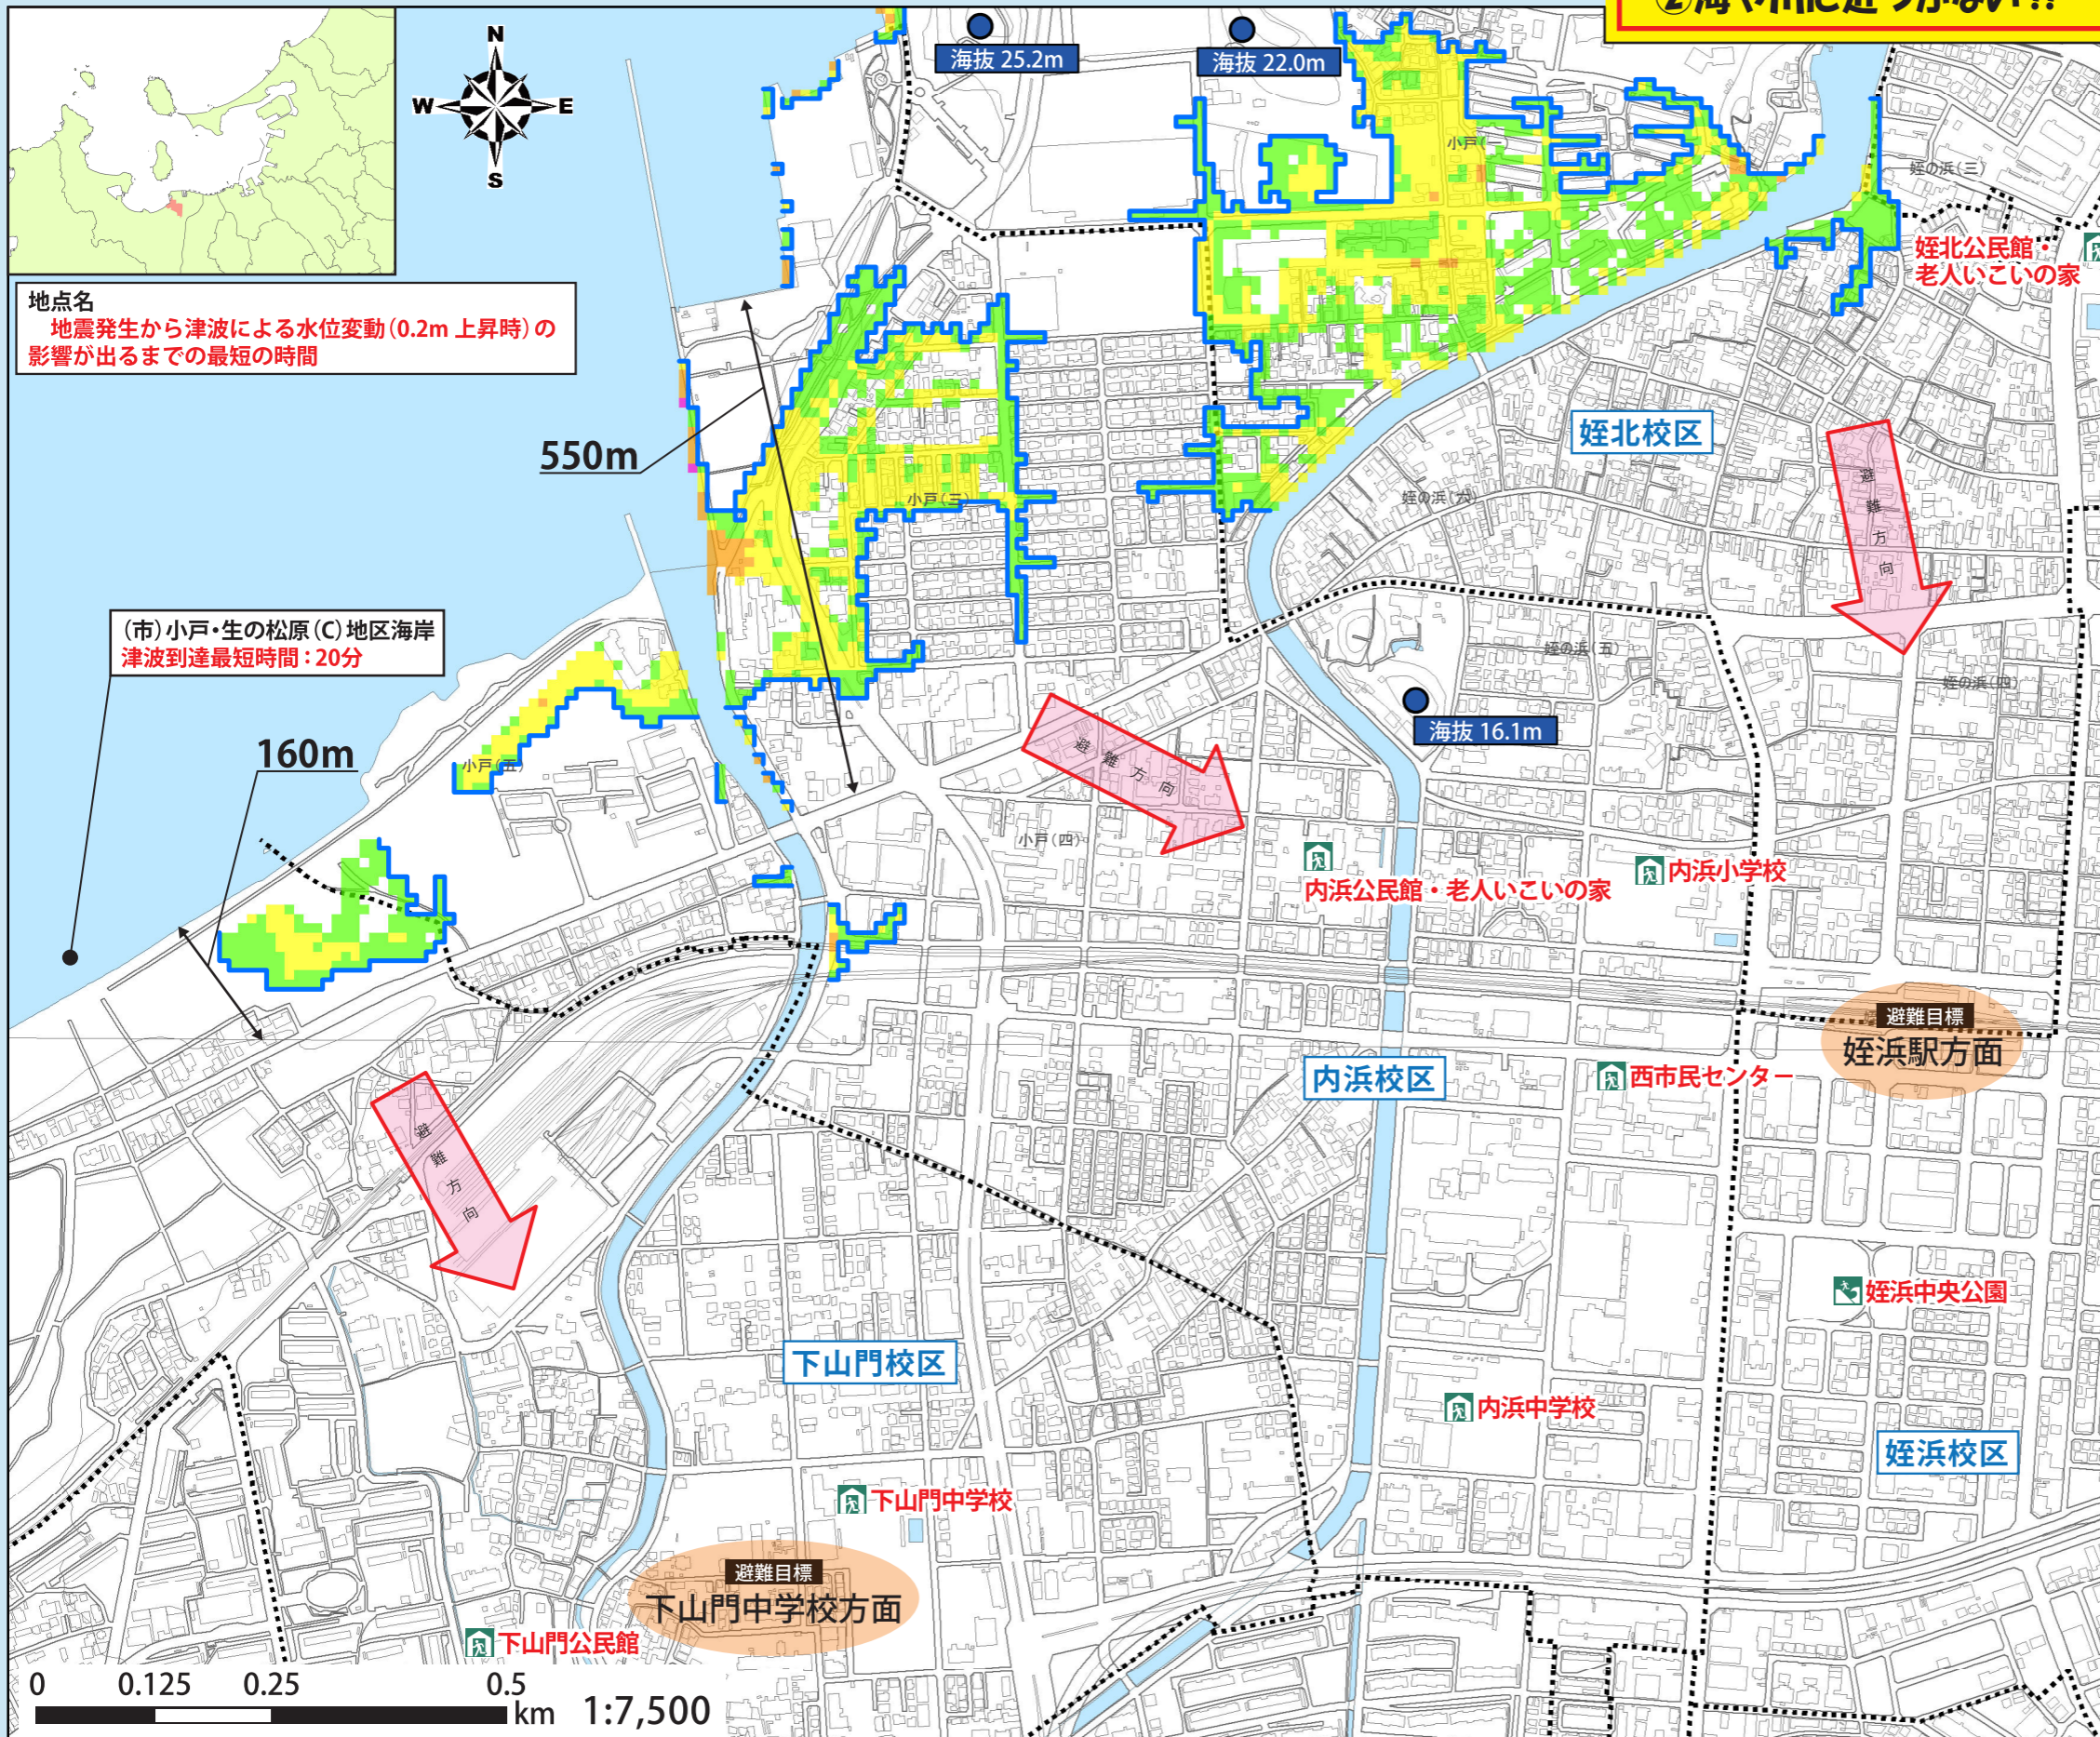 ②海や川に近づかない!!
N
W
E
S
海抜 25.2m
海抜 22.0m
小戸(一
姪の浜(三)
姪北公民館・
老人いこいの家
地点名
地震発生から津波による水位変動(0.2m 上昇時)の
影響が出るまでの最短の時間
550m
姪北校区
小戸(三)
姪の浜(六)
避難方向
(市)小戸・生の松原(C)地区海岸
津波到達最短時間:20分
姪の浜(五)
姪の浜(四)
海抜 16.1m
160m
小戸(五)
避難方向
小戸(四)
内浜公民館・老人いこいの家
内浜小学校
避難目標
姪浜駅方面
内浜校区
西市民センター
避難方向
姪浜中央公園
下山門校区
内浜中学校
姪浜校区
下山門中学校
避難目標
下山門中学校方面
下山門公民館
0 0.125 0.25 0.5
km 1:7,500